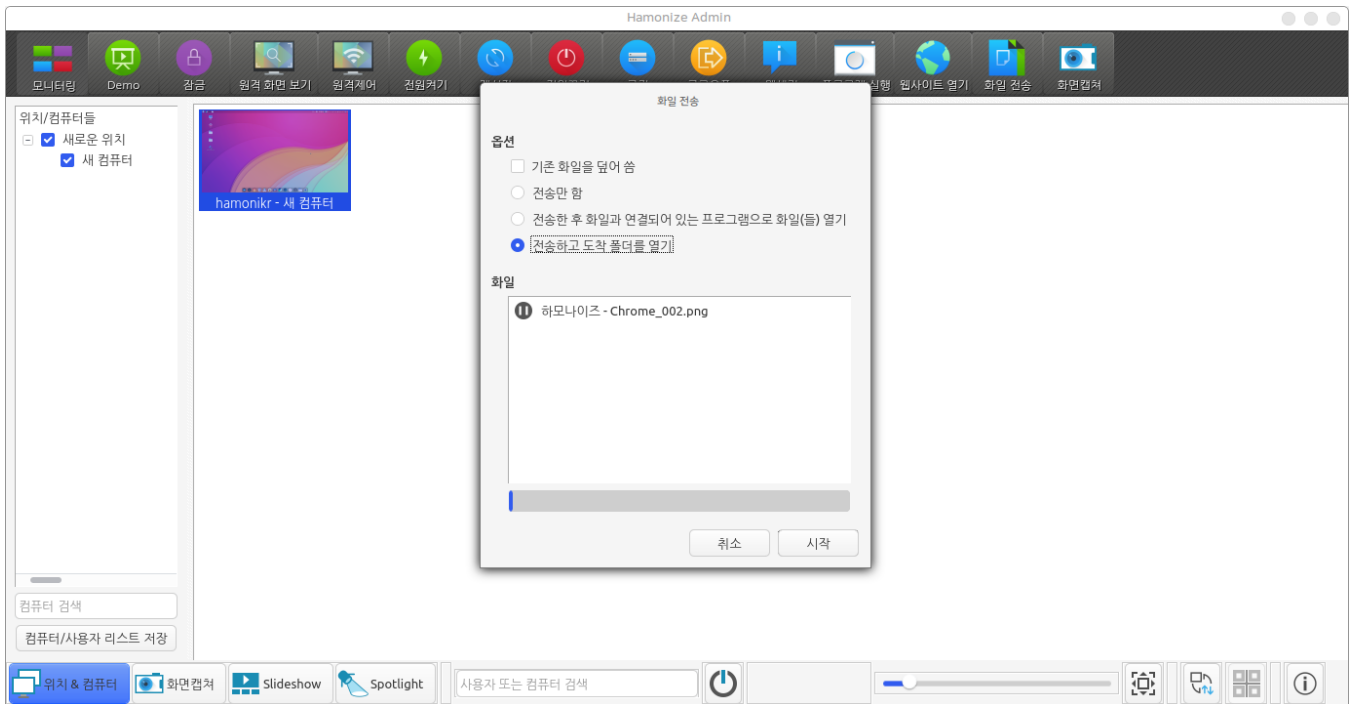 Hamonize Admin
모니터링
Demo
잠금
원격 화면 보기
원격제어
전원켜기
실행
웹사이트 열기
화일 전송
화면캡쳐
위치/컴퓨터들
새로운 위치
새 컴퓨터
hamonikr - 새 컴퓨터
화일 전송
옵션
기존 화일을 덮어 씀
전송만 함
전송한 후 화일과 연결되어 있는 프로그램으로 화일(들) 열기
전송하고 도착 폴더를 열기
화일
하모나이즈 - Chrome_002.png
취소
시작
컴퓨터 검색
컴퓨터/사용자 리스트 저장
위치 & 컴퓨터
화면캡쳐
Slideshow
Spotlight
사용자 또는 컴퓨터 검색